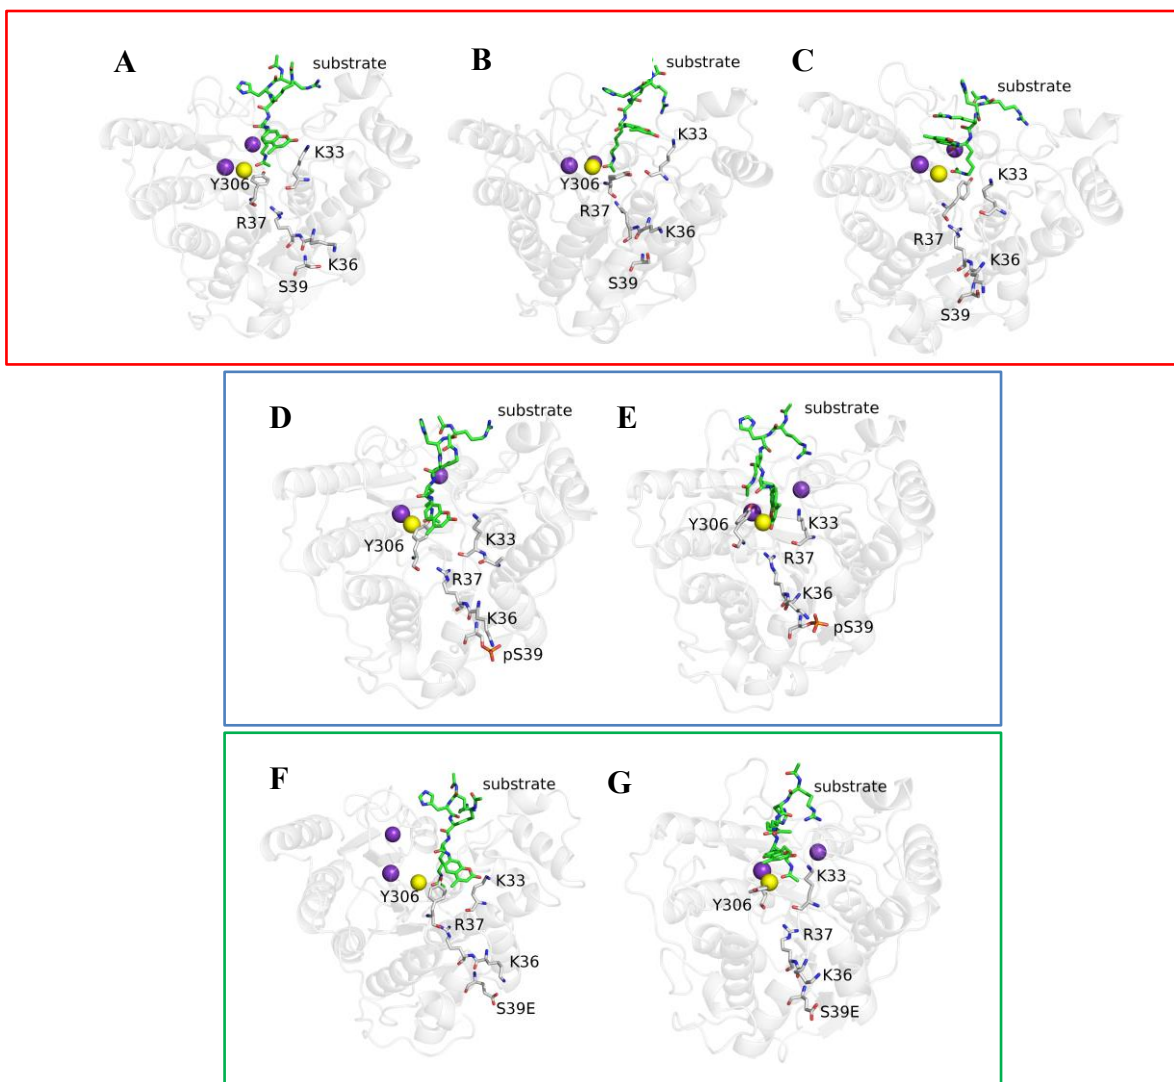 A
substrate
K33
Y306
R37
K36
S39
B
substrate
K33
Y306
R37
K36
S39
C
substrate
K33
R37
K36
S39
D
substrate
K33
Y306
R37
K36
pS39
E
substrate
Y306
K33
R37
K36
pS39
F
substrate
K33
Y306
R37
K36
S39E
G
substrate
K33
Y306
R37
K36
S39E